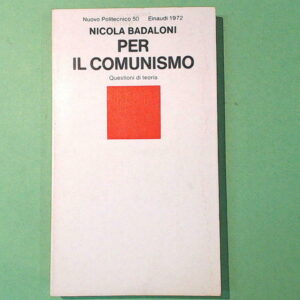 Nuovo Politecnico 50 Einaudi 1972
NICOLA BADALONI
PER
IL COMUNISMO
Questioni di teoria